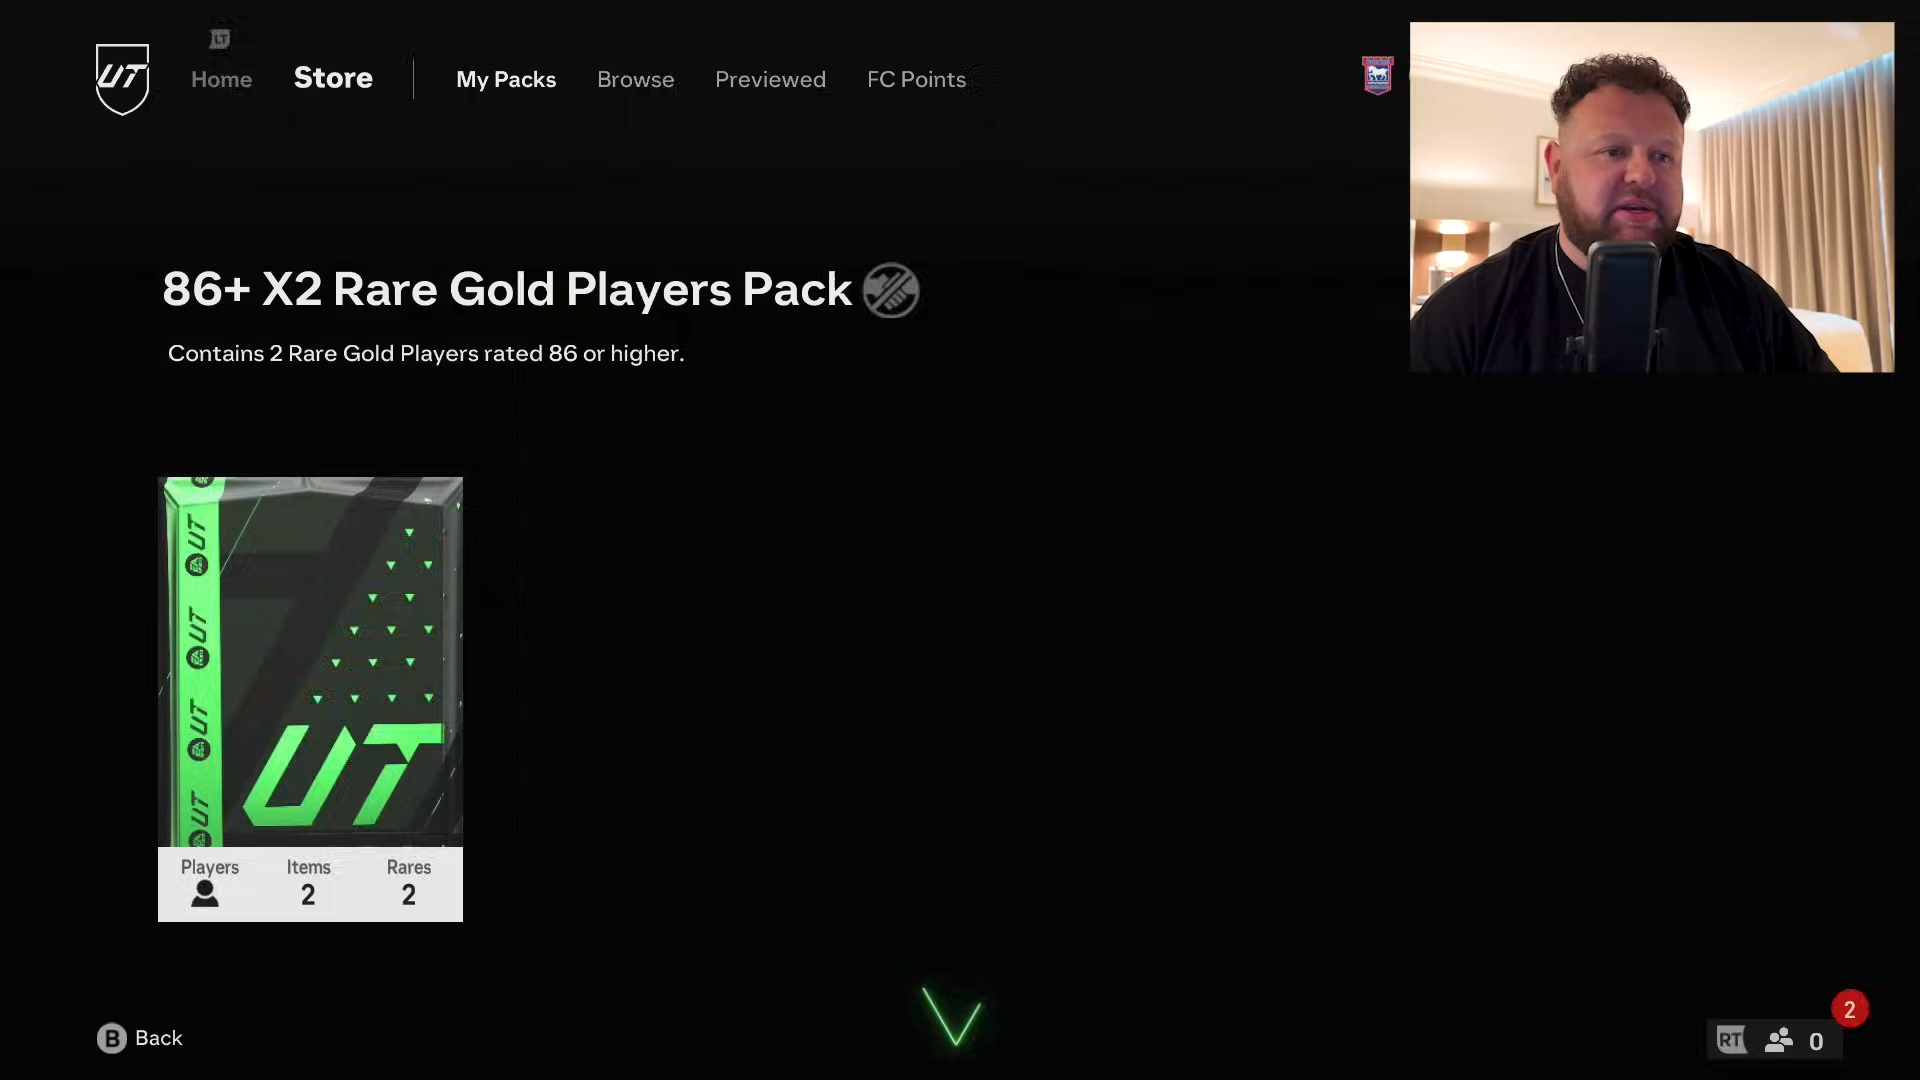 LT
UT
Home
Store
My Packs
Browse
Previewed
FC Points
86+ X2 Rare Gold Players Pack
Contains 2 Rare Gold Players rated 86 or higher.
UT
UT
UT
UT
UT
Players
Items
Rares
2
2
B Back
2
RT
0